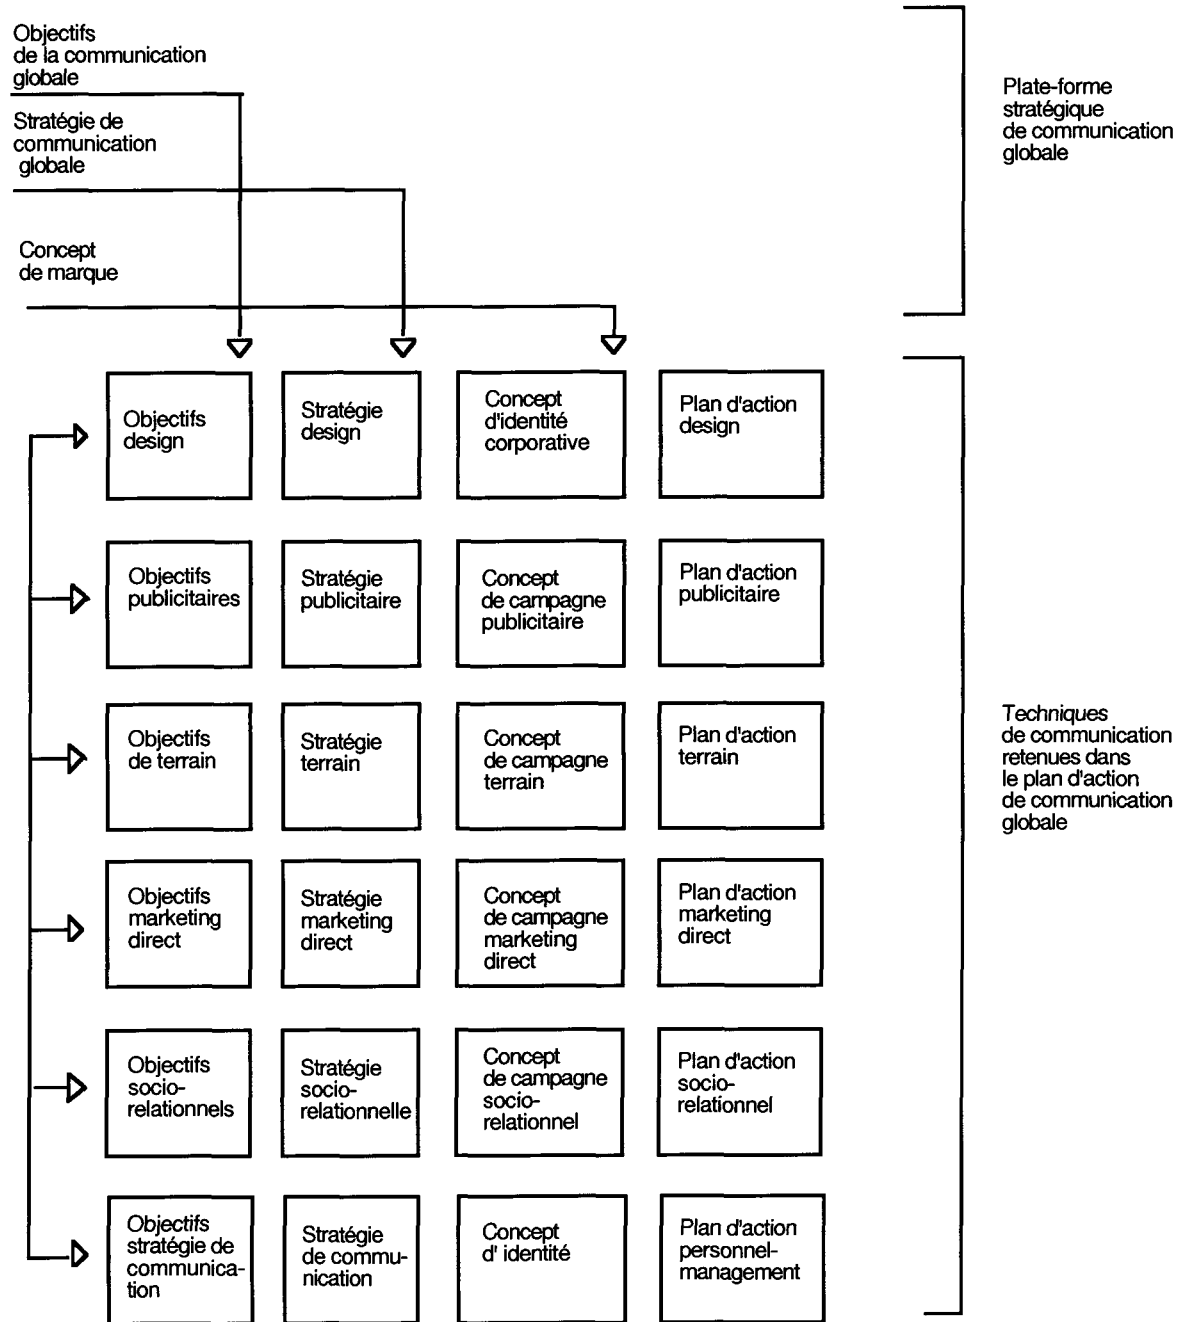 Objectifs
de la communication
globale
Stratégie de
communication
globale
Concept
de marque
Plate-forme
stratégique
de communication
globale
Objectifs
design
Stratégie
design
Concept
d'identité
corporative
Plan d'action
design
Objectifs
publicitaires
Stratégie
publicitaire
Concept
de campagne
publicitaire
Plan d'action
publicitaire
Objectifs
de terrain
Stratégie
terrain
Concept
de campagne
terrain
Plan d'action
terrain
Techniques
de communication
retenues dans
le plan d'action
de communication
globale
Objectifs
marketing
direct
Stratégie
marketing
direct
Concept
de campagne
marketing
direct
Plan d'action
marketing
direct
Objectifs
socio-
relationnels
Stratégie
socio-
relationnelle
Concept
de campagne
socio-
relationnel
Plan d'action
socio-
relationnel
Objectifs
stratégie de
communica-
tion
Stratégie
de commu-
nication
Concept
d' identité
Plan d'action
personnel-
management